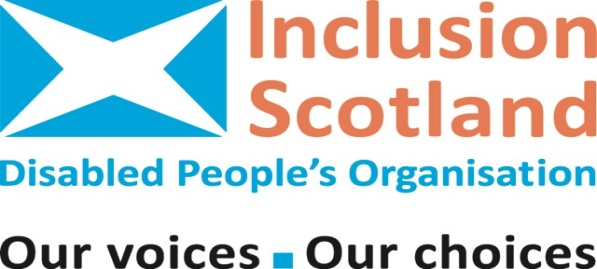 Inclusion
Scotland
Disabled People's Organisation
Our voices ■ Our choices